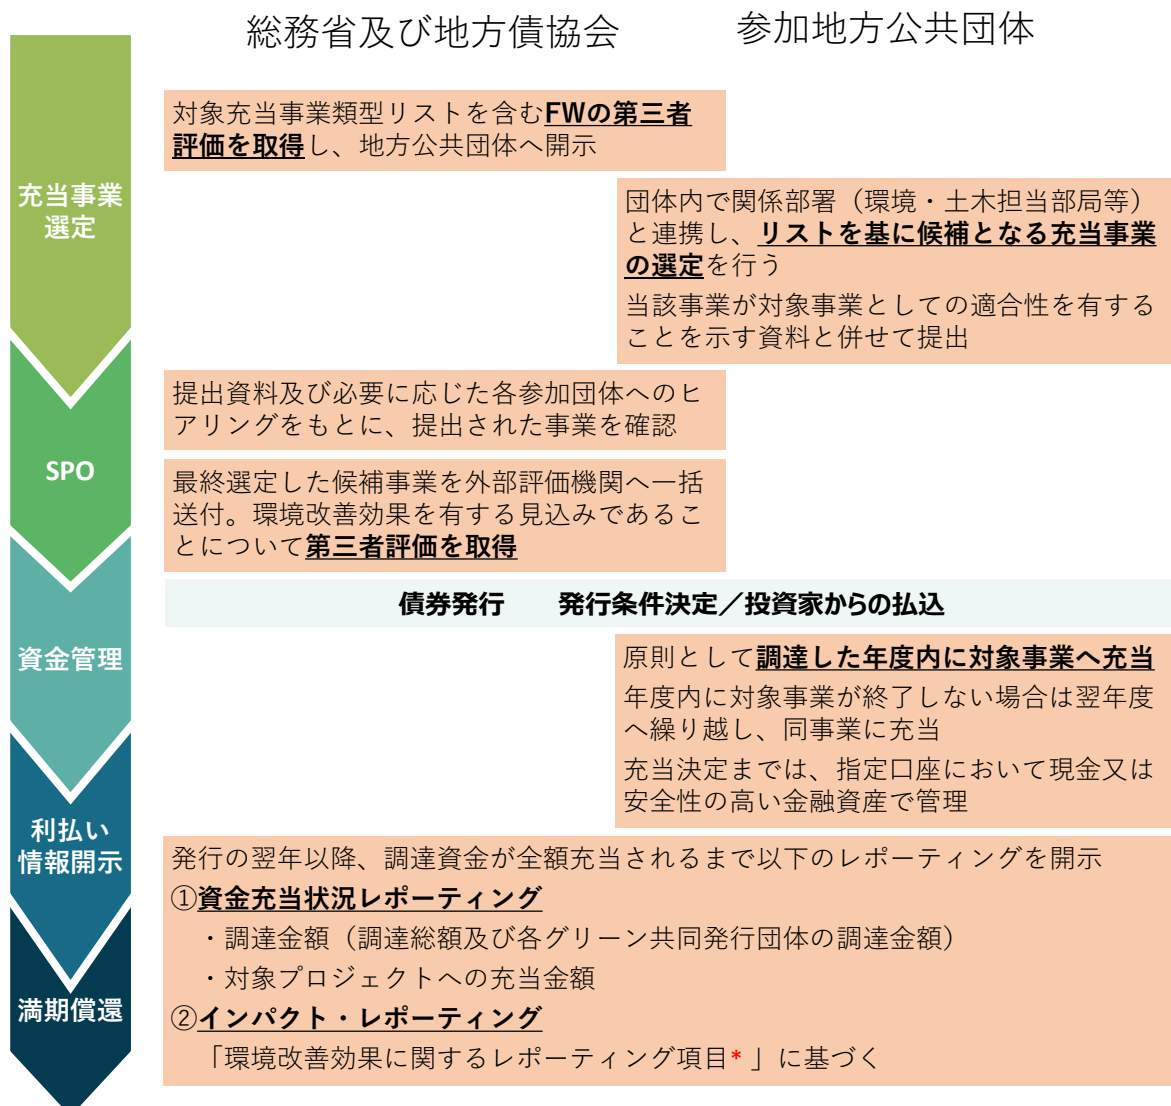 総務省及び地方債協会
参加地方公共団体
充当事業
選定
対象充当事業類型リストを含むFWの第三者
評価を取得し、地方公共団体へ開示
団体内で関係部署（環境・土木担当部局等）
と連携し、リストを基に候補となる充当事業
の選定を行う
当該事業が対象事業としての適合性を有する
ことを示す資料と併せて提出
SPO
提出資料及び必要に応じた各参加団体へのヒ
アリングをもとに、提出された事業を確認
最終選定した候補事業を外部評価機関へ一括
送付。環境改善効果を有する見込みであるこ
とについて第三者評価を取得
債券発行　　発行条件決定／投資家からの払込
資金管理
原則として調達した年度内に対象事業へ充当
年度内に対象事業が終了しない場合は翌年度
へ繰り越し、同事業に充当
充当決定までは、指定口座において現金又は
安全性の高い金融資産で管理
利払い
情報開示
発行の翌年以降、調達資金が全額充当されるまで以下のレポーティングを開示
①資金充当状況レポーティング
・調達金額（調達総額及び各グリーン共同発行団体の調達金額）
・対象プロジェクトへの充当金額
満期償還
②インパクト・レポーティング
「環境改善効果に関するレポーティング項目*」に基づく